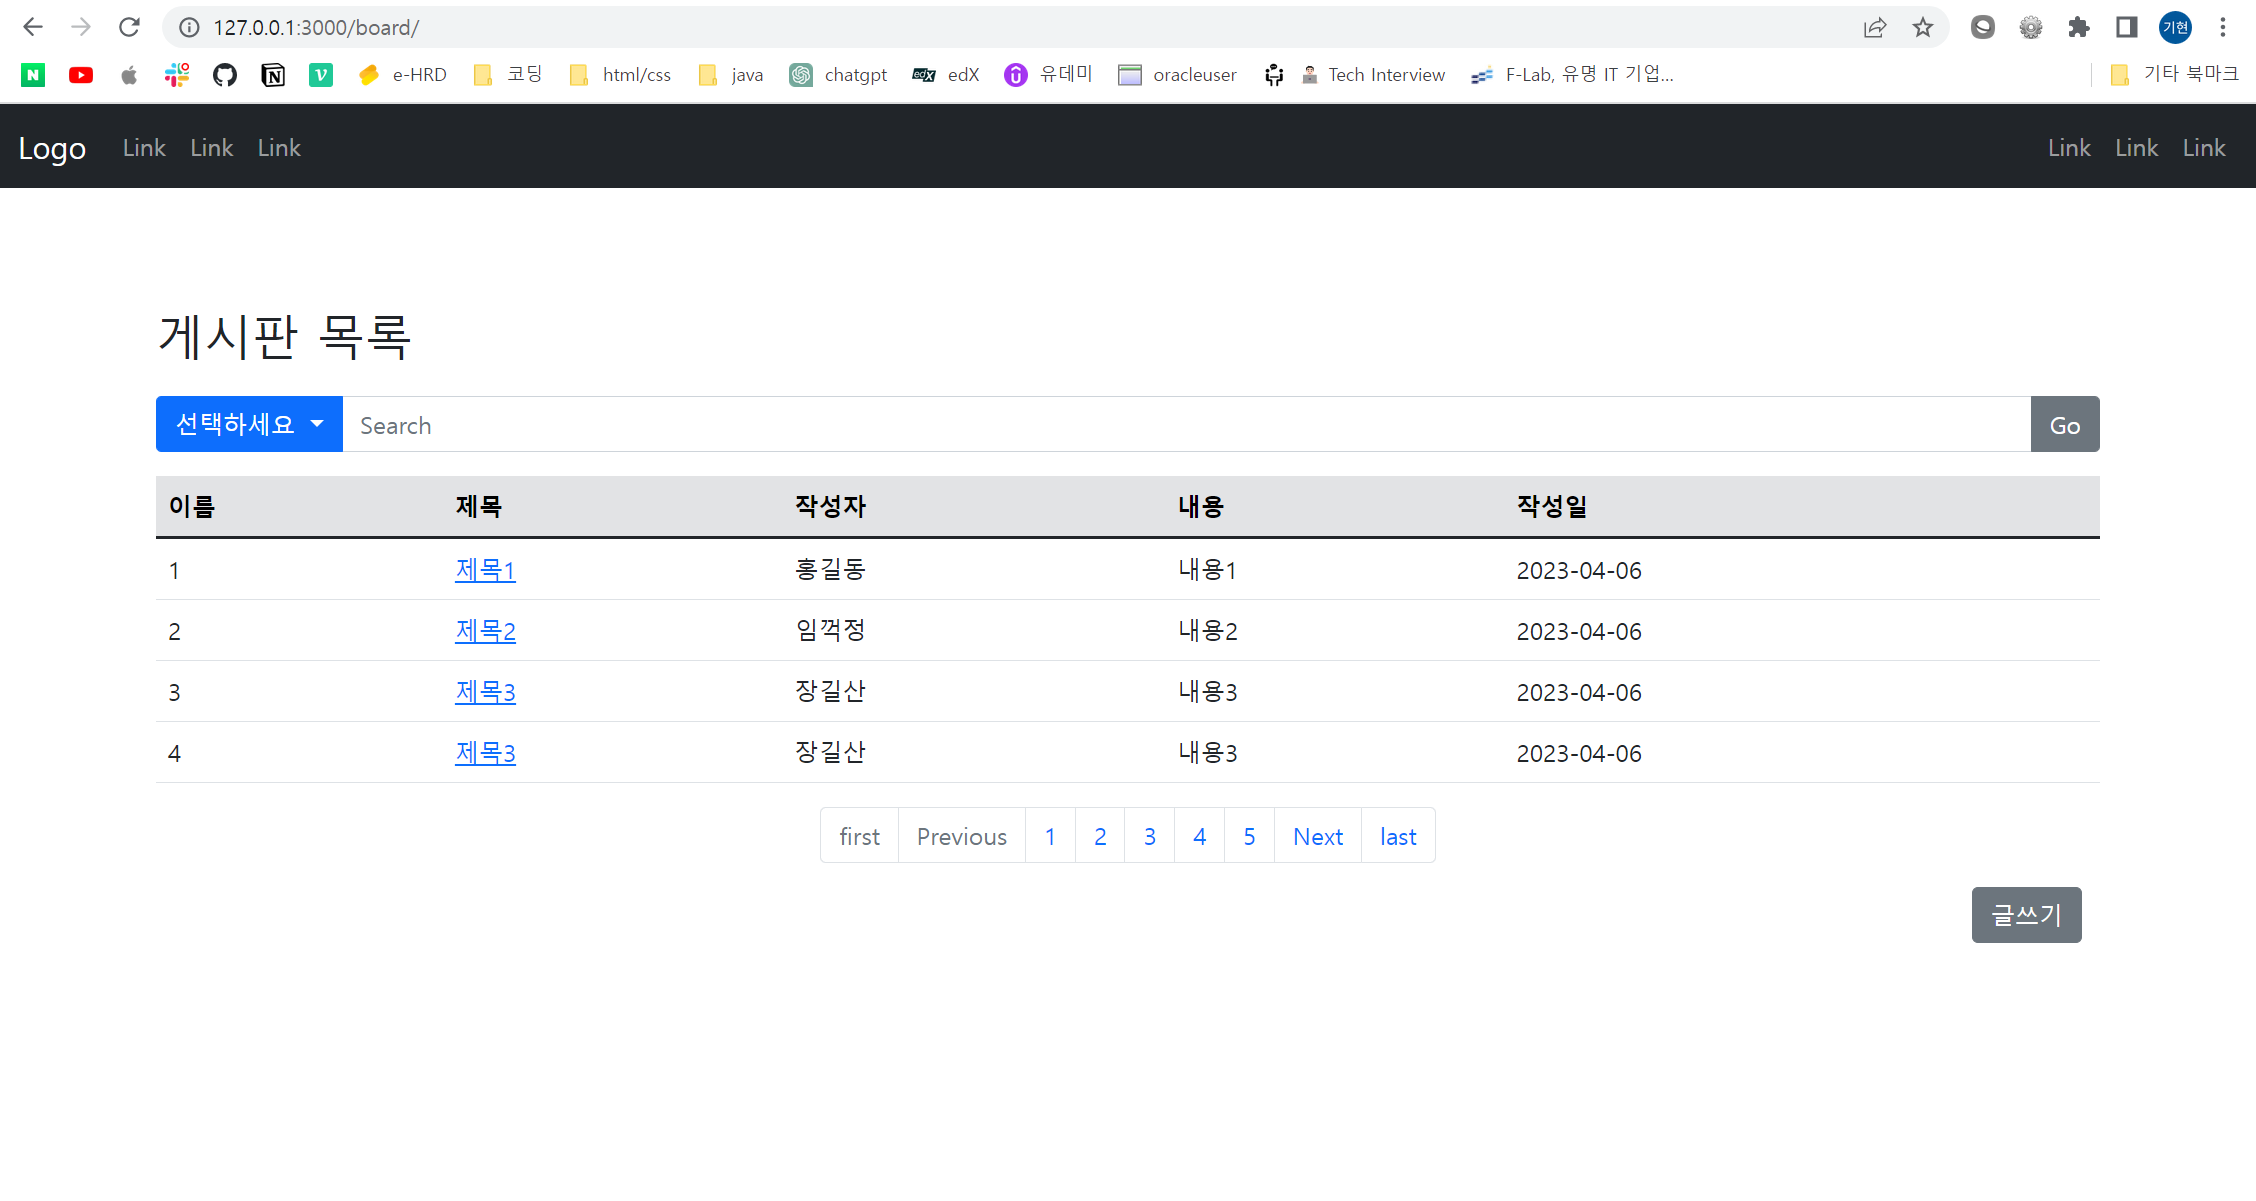 127.0.0.1:3000/board/
기현
N v e-HRD 코딩 html/css java chatgpt edX edX 유데미 oracleuser Tech Interview F-Lab, 유명 IT 기업... 기타 북마크
Logo Link Link Link Link Link Link
게시판 목록
선택하세요 Search Go
이름 제목 작성자 내용 작성일
1 제목1 홍길동 내용1 2023-04-06
2 제목2 임꺽정 내용2 2023-04-06
3 제목3 장길산 내용3 2023-04-06
4 제목3 장길산 내용3 2023-04-06
first Previous 1 2 3 4 5 Next last
글쓰기